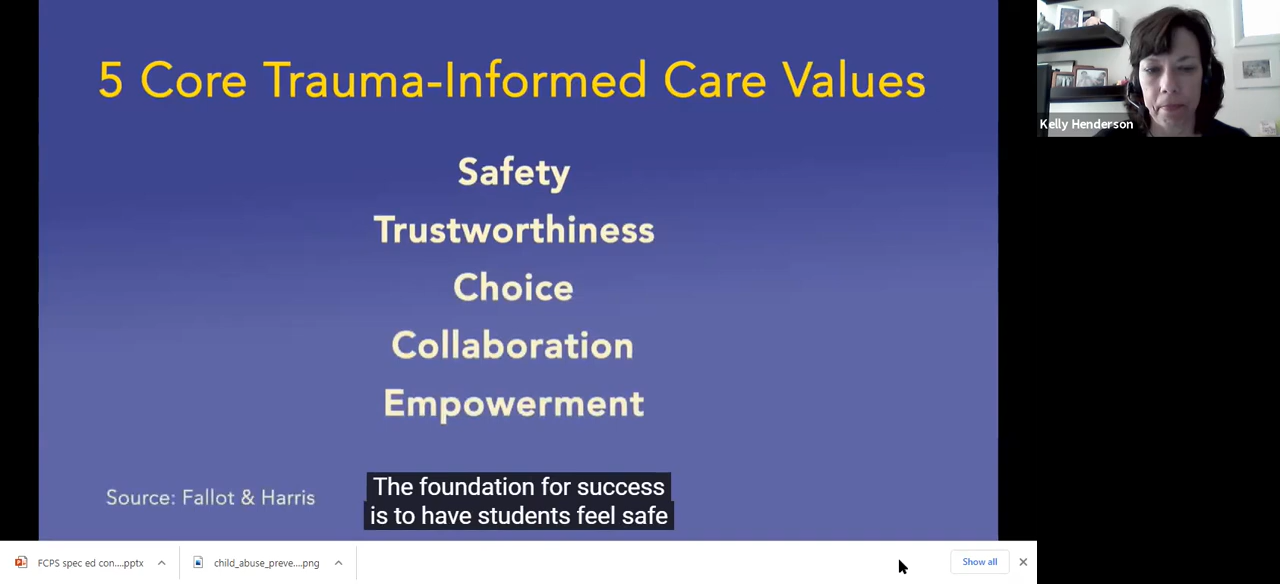 5 Core Trauma-Informed Care Values
Safety
Trustworthiness
Choice
Collaboration
Empowerment
Source: Fallot & Harris
The foundation for success
is to have students feel safe
Kelly Henderson
FCPS spec ed con....pptx
child_abuse_preve....png
Show all